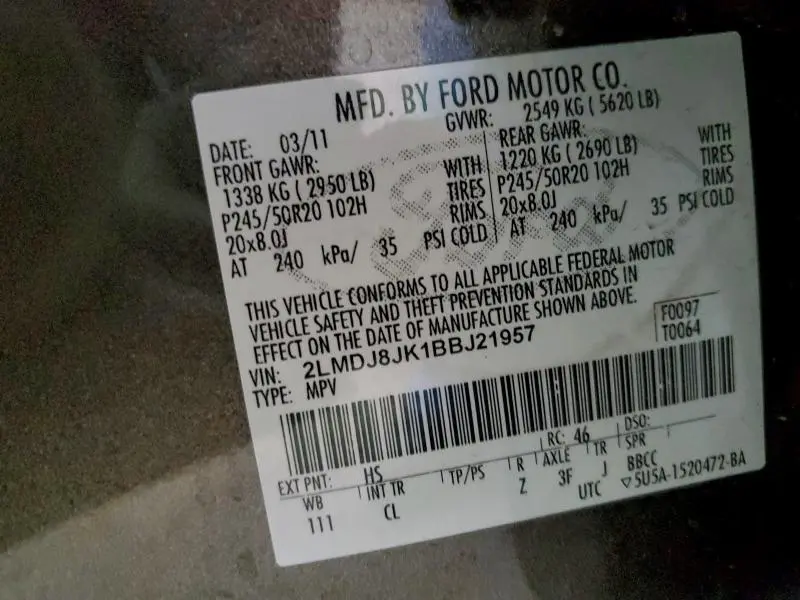 MFD. BY FORD MOTOR CO.
DATE: 03/11 GVWR: 2549 KG ( 5620 LB)
FRONT GAWR: REAR GAWR:
1338 KG ( 2950 LB) WITH 1220 KG ( 2690 LB) WITH
P245/50R20 102H TIRES P245/50R20 102H TIRES
20x8.0J RIMS 20x8.0J RIMS
AT 240 kPa/ 35 PSI COLD AT 240 kPa/ 35 PSI COLD
THIS VEHICLE CONFORMS TO ALL APPLICABLE FEDERAL MOTOR
VEHICLE SAFETY AND THEFT PREVENTION STANDARDS IN
EFFECT ON THE DATE OF MANUFACTURE SHOWN ABOVE.
VIN: 2LMDJ8JK1BBJ21957 F0097
TYPE: MPV T0064
EXT PNT: HS RC: 46 DSO:
WB INT TR TP/PS R AXLE TR SPR
111 CL Z 3F J BBCC
UTC ▽5U5A-1520472-BA